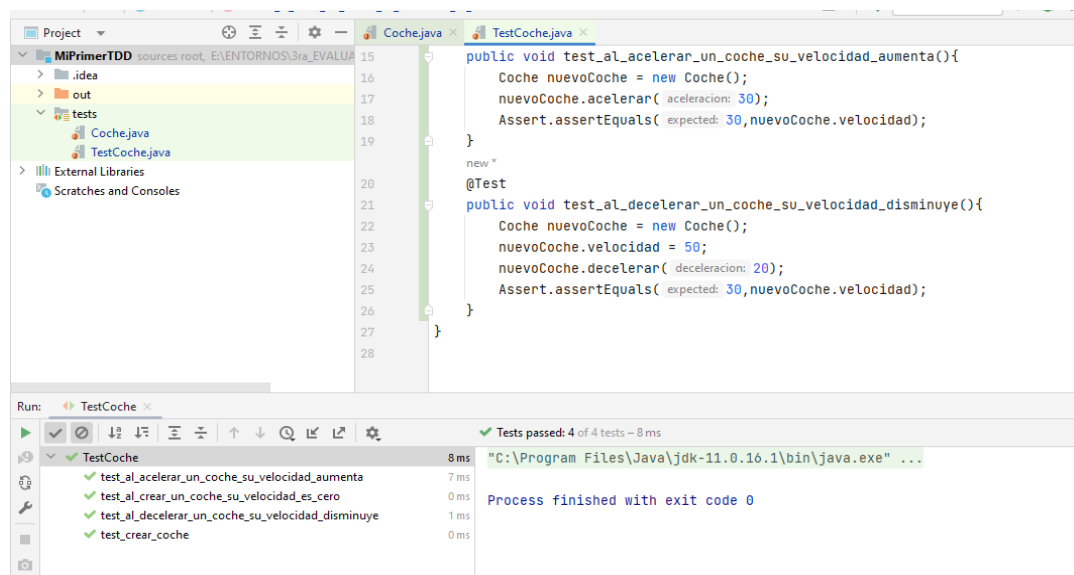 Project
Coche.java
TestCoche.java
MiPrimerTDD sources root, E:\ENTORNOS\3ra_EVALUA
.idea
out
tests
Coche.java
TestCoche.java
External Libraries
Scratches and Consoles
15 public void test_al_acelerar_un_coche_su_velocidad_aumenta(){
16 Coche nuevoCoche = new Coche();
17 nuevoCoche.acelerar( aceleracion: 30);
18 Assert.assertEquals( expected: 30,nuevoCoche.velocidad);
19 }
new *
20 @Test
21 public void test_al_decelerar_un_coche_su_velocidad_disminuye(){
22 Coche nuevoCoche = new Coche();
23 nuevoCoche.velocidad = 50;
24 nuevoCoche.decelerar( deceleracion: 20);
25 Assert.assertEquals( expected: 30,nuevoCoche.velocidad);
26 }
27 }
28
Run: TestCoche
Tests passed: 4 of 4 tests – 8 ms
TestCoche 8 ms
test_al_acelerar_un_coche_su_velocidad_aumenta 7 ms
test_al_crear_un_coche_su_velocidad_es_cero 0 ms
test_al_decelerar_un_coche_su_velocidad_disminuye 1 ms
test_crear_coche 0 ms
"C:\Program Files\Java\jdk-11.0.16.1\bin\java.exe" ...
Process finished with exit code 0